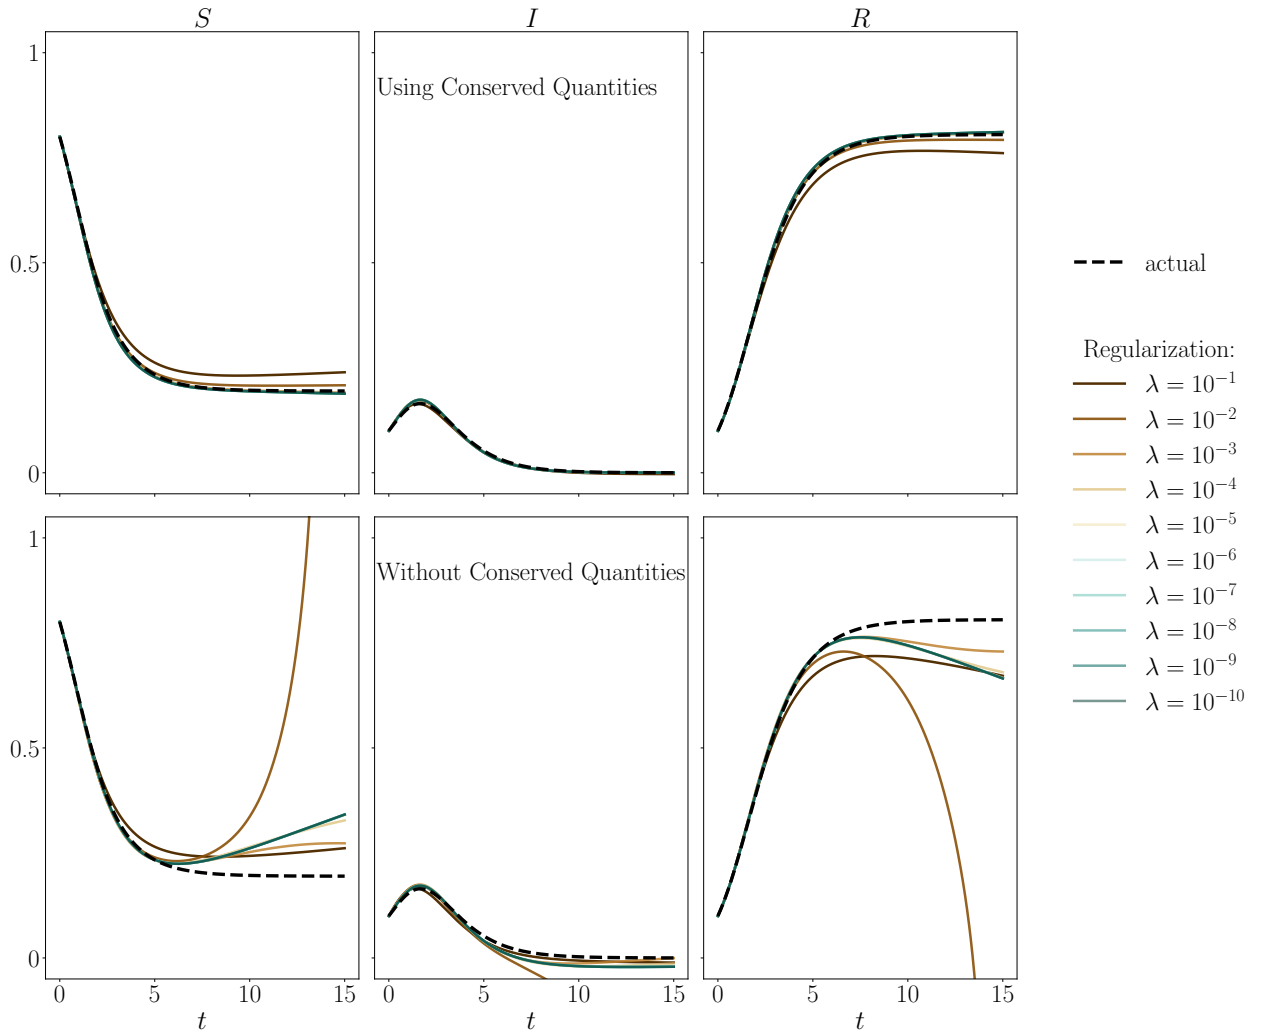 S I R
1
Using Conserved Quantities
0.5
0
actual
Regularization:
λ = 10⁻¹
λ = 10⁻²
λ = 10⁻³
λ = 10⁻⁴
λ = 10⁻⁵
λ = 10⁻⁶
λ = 10⁻⁷
λ = 10⁻⁸
λ = 10⁻⁹
λ = 10⁻¹⁰
1
Without Conserved Quantities
0.5
0
0 5 10 15 0 5 10 15 0 5 10 15
t t t